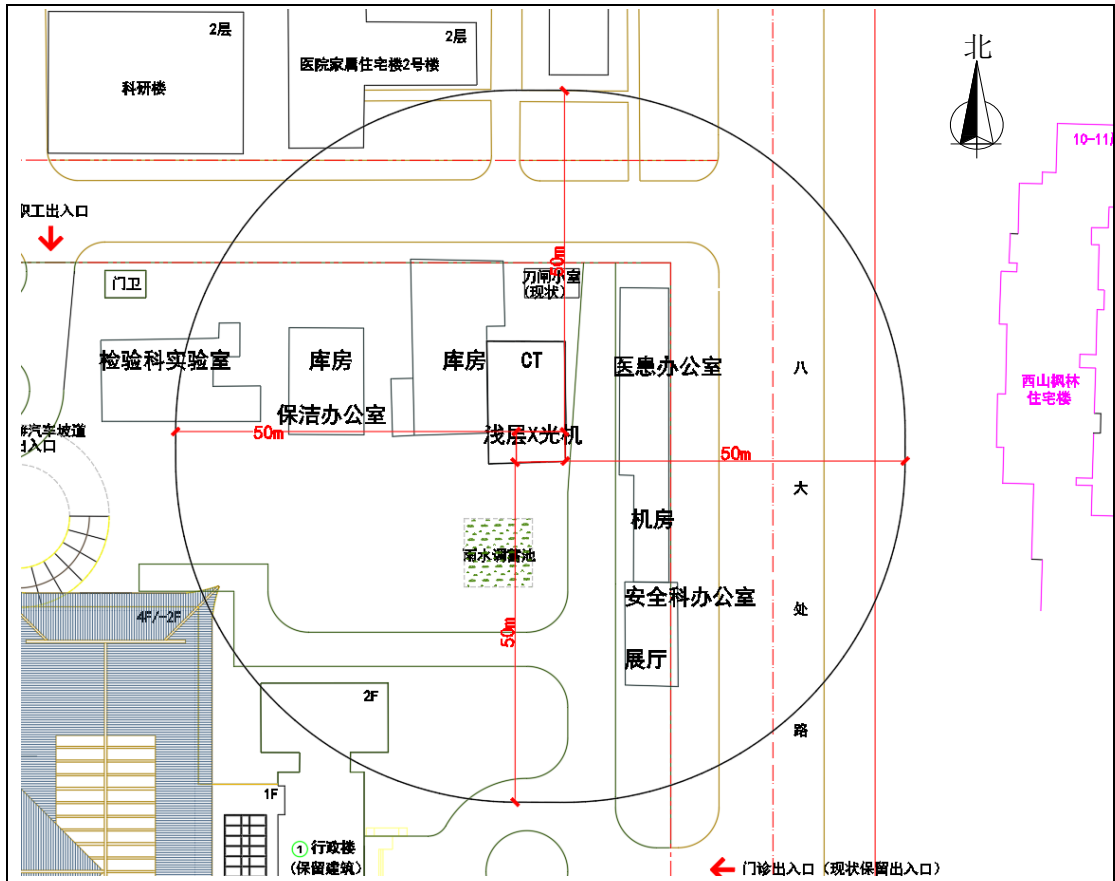 2层
2层
北
医院家属住宅楼2号楼
科研楼
10-11
职工出入口
50m
刀闸小室
(现状)
门卫
检验科实验室
库房
库房
CT
医患办公室
八
西山枫林
住宅楼
保洁办公室
汽车坡道
出入口
50m
浅层X光机
50m
大
机房
雨水调蓄池
安全科办公室
处
4F/-2F
50m
展厅
2F
路
1F
① 行政楼
(保留建筑)
门诊出入口（现状保留出入口）